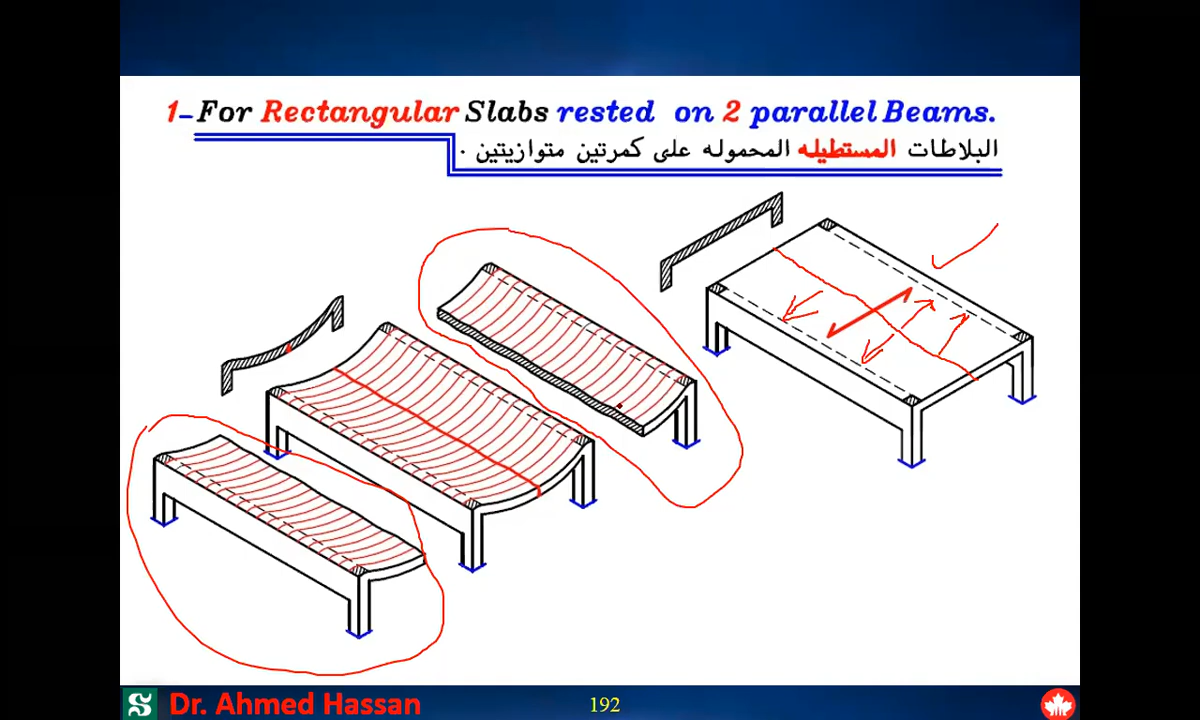 1-For Rectangular Slabs rested on 2 parallel Beams.
البلاطات المستطيله المحموله على كمرتين متوازيتين .
Dr. Ahmed Hassan
192